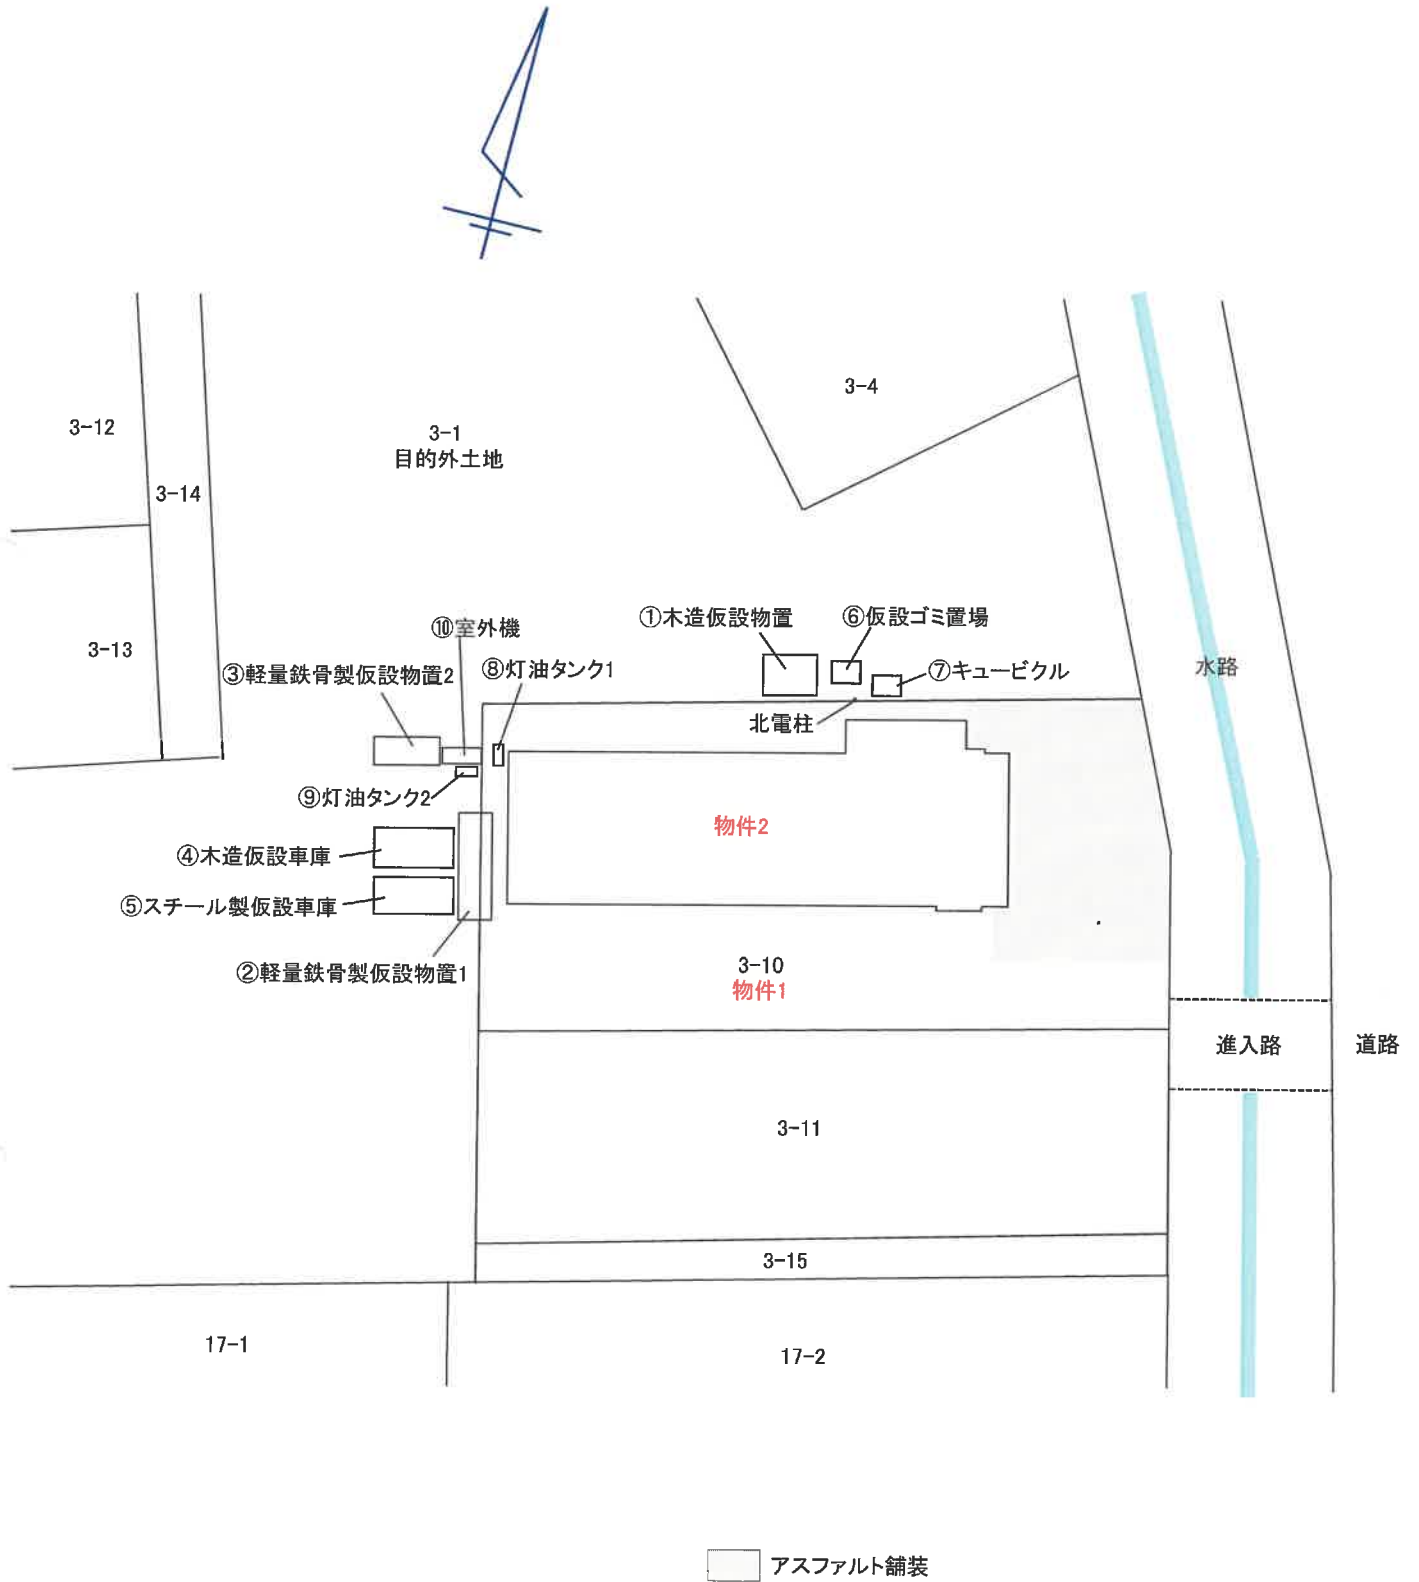 3-4
3-12
3-1
目的外土地
3-14
①木造仮設物置
⑥仮設ゴミ置場
⑩室外機
3-13
③軽量鉄骨製仮設物置2
⑧灯油タンク1
⑦キュービクル
水路
北電柱
⑨灯油タンク2
物件2
④木造仮設車庫
⑤スチール製仮設車庫
②軽量鉄骨製仮設物置1
3-10
物件1
進入路
道路
3-11
3-15
17-1
17-2
アスファルト舗装